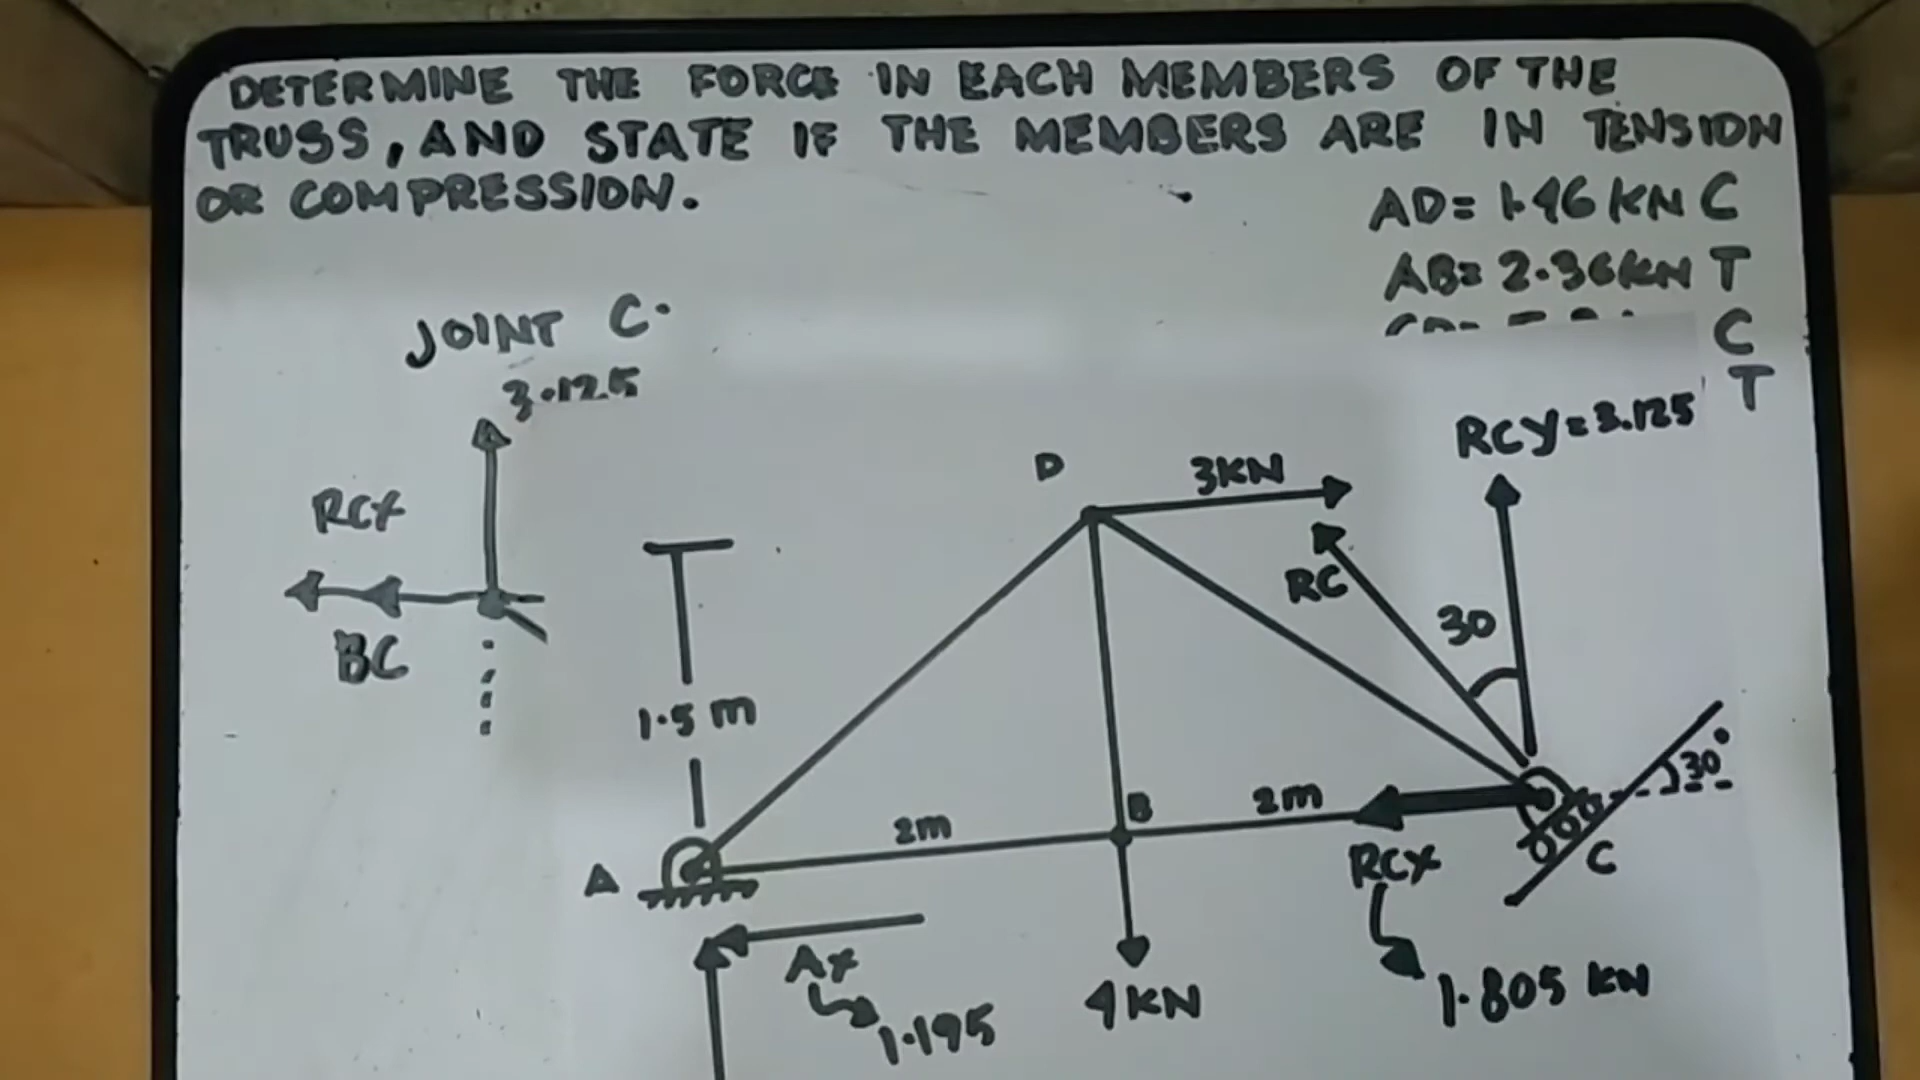 DETERMINE THE FORCE IN EACH MEMBERS OF THE
TRUSS, AND STATE IF THE MEMBERS ARE IN TENSION
OR COMPRESSION.
AD= 1.46 KN C
AB= 2.36KN T
C
T
JOINT C.
3.125
RCX
BC
RCY=3.125
D
3KN
RC
30
1.5 m
30°
A
2m
B
2m
C
RCX
AX
1.195
4KN
1.805 KN